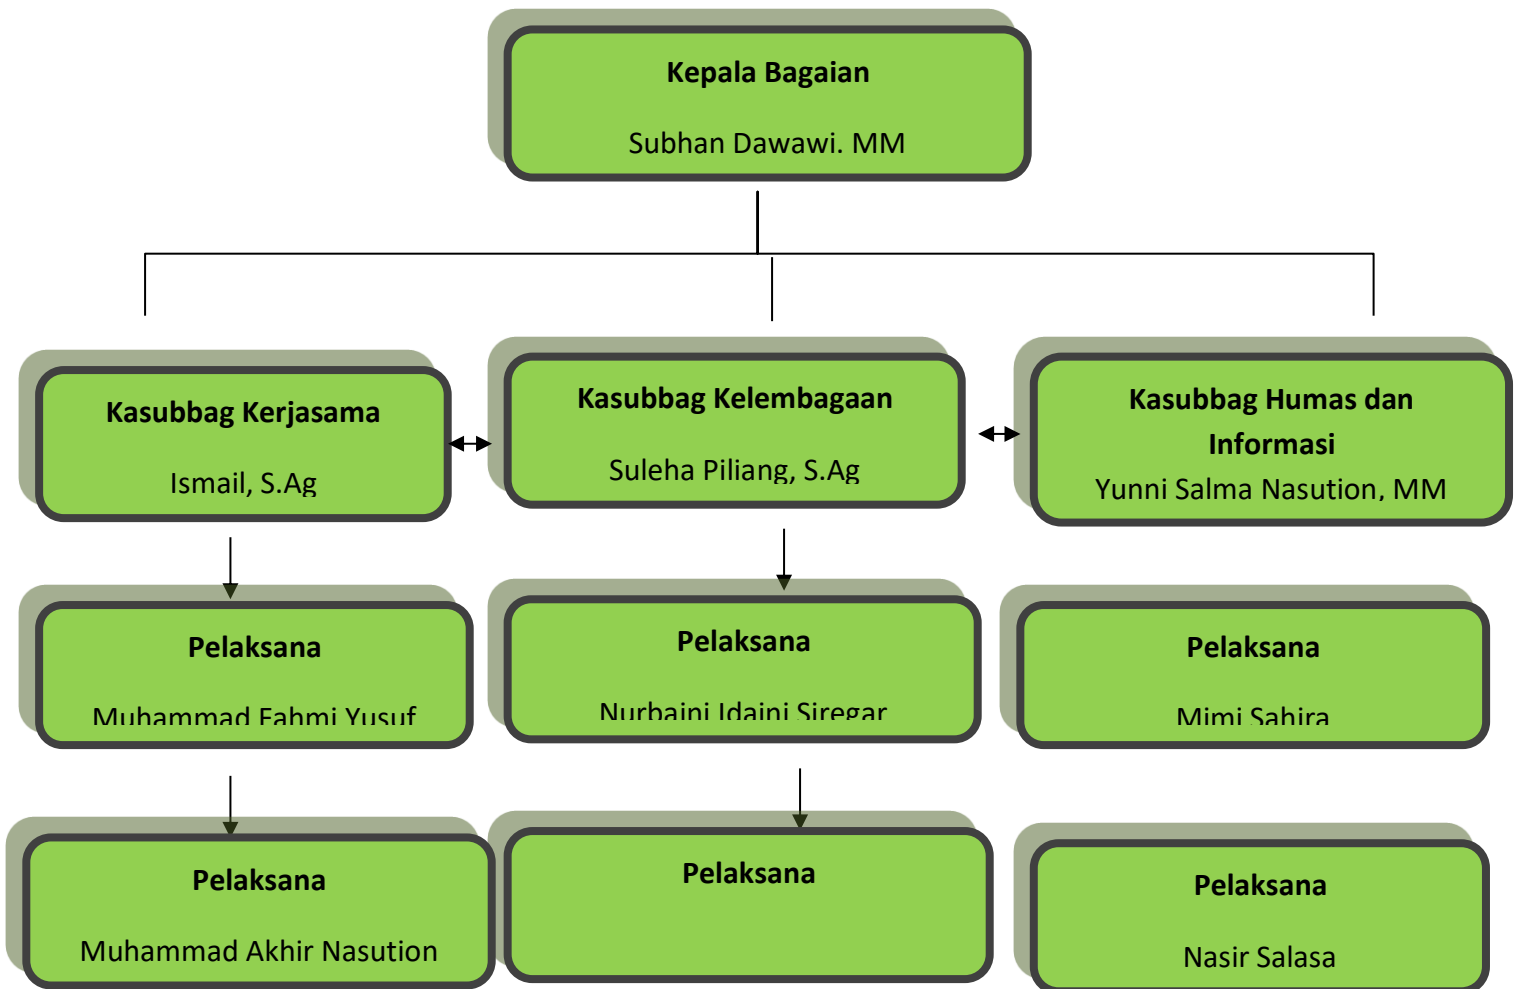 Kepala Bagaian
Subhan Dawawi. MM
Kasubbag Kerjasama
Ismail, S.Ag
Kasubbag Kelembagaan
Suleha Piliang, S.Ag
Kasubbag Humas dan
Informasi
Yunni Salma Nasution, MM
Pelaksana
Muhammad Fahmi Yusuf
Pelaksana
Nurbaini Idaini Siregar
Pelaksana
Mimi Sahira
Pelaksana
Muhammad Akhir Nasution
Pelaksana
Pelaksana
Nasir Salasa